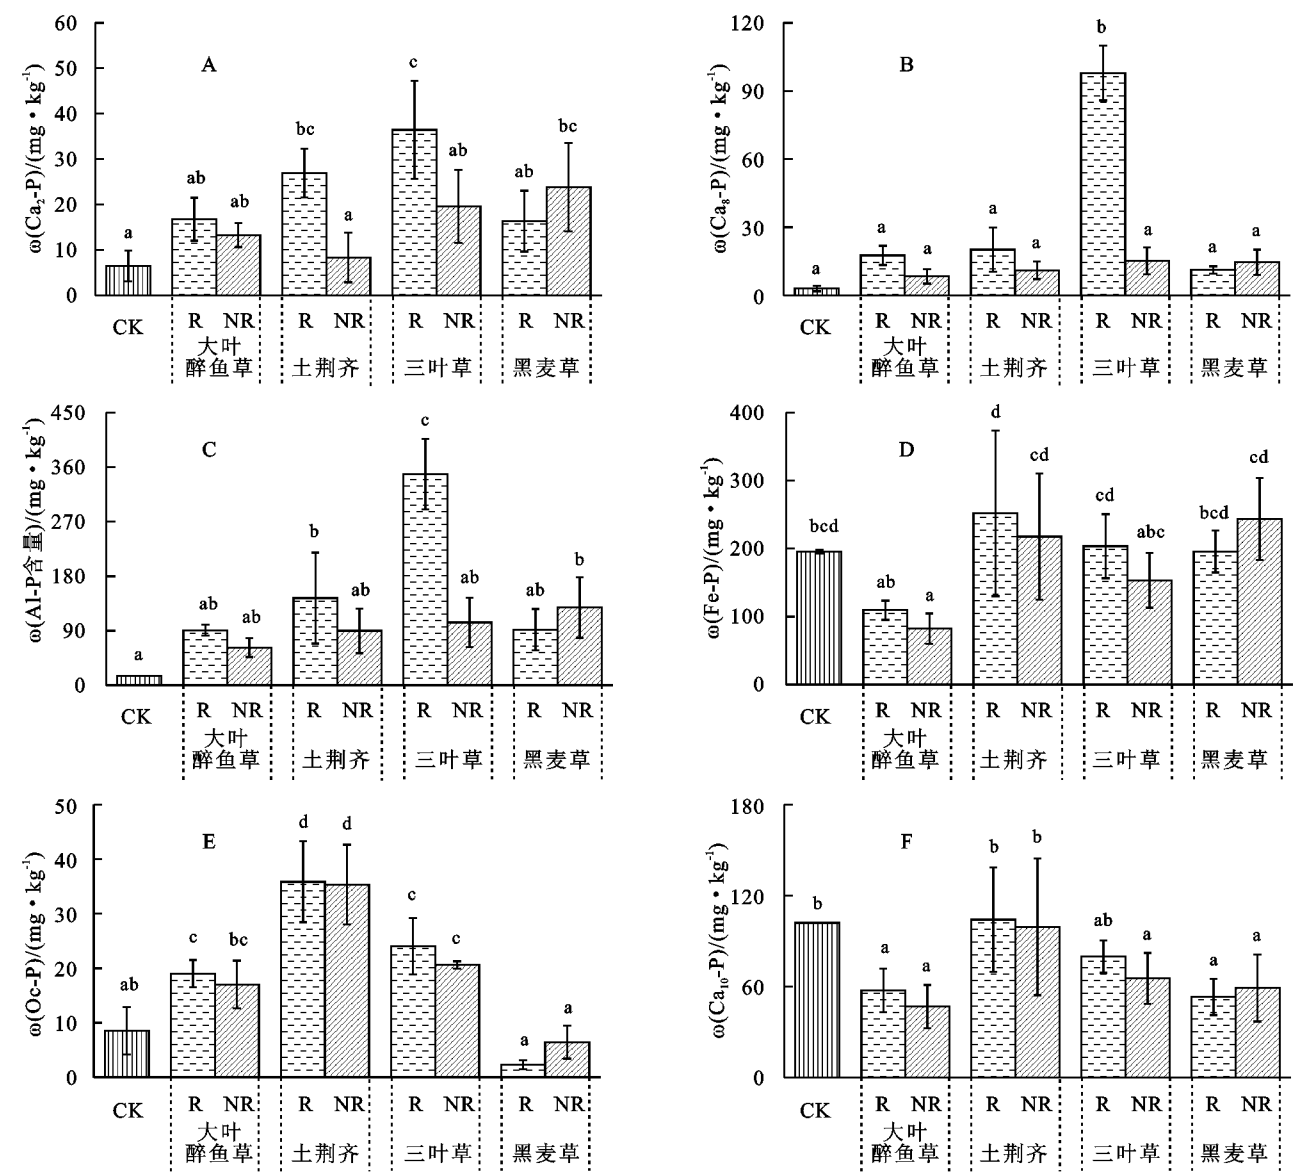 A
ω(Ca2-P)/(mg·kg-1)
60
50
40
30
20
10
0
a
ab
ab
bc
a
c
ab
ab
bc
CK
R NR R NR R NR R NR
大叶
醉鱼草 土荆齐 三叶草 黑麦草
B
ω(Ca8-P)/(mg·kg-1)
120
90
60
30
0
a
a
a
a
a
b
a
a
a
CK
R NR R NR R NR R NR
大叶
醉鱼草 土荆齐 三叶草 黑麦草
C
ω(Al-P含量)/(mg·kg-1)
450
360
270
180
90
0
a
ab
ab
b
ab
c
ab
ab
b
CK
R NR R NR R NR R NR
大叶
醉鱼草 土荆齐 三叶草 黑麦草
D
ω(Fe-P)/(mg·kg-1)
400
300
200
100
0
bcd
ab
a
d
cd
cd
abc
bcd
cd
CK
R NR R NR R NR R NR
大叶
醉鱼草 土荆齐 三叶草 黑麦草
E
ω(Oc-P)/(mg·kg-1)
50
40
30
20
10
0
ab
c
bc
d
d
c
c
a
a
CK
R NR R NR R NR R NR
大叶
醉鱼草 土荆齐 三叶草 黑麦草
F
ω(Ca10-P)/(mg·kg-1)
180
120
60
0
b
a
a
b
b
ab
a
a
a
CK
R NR R NR R NR R NR
大叶
醉鱼草 土荆齐 三叶草 黑麦草